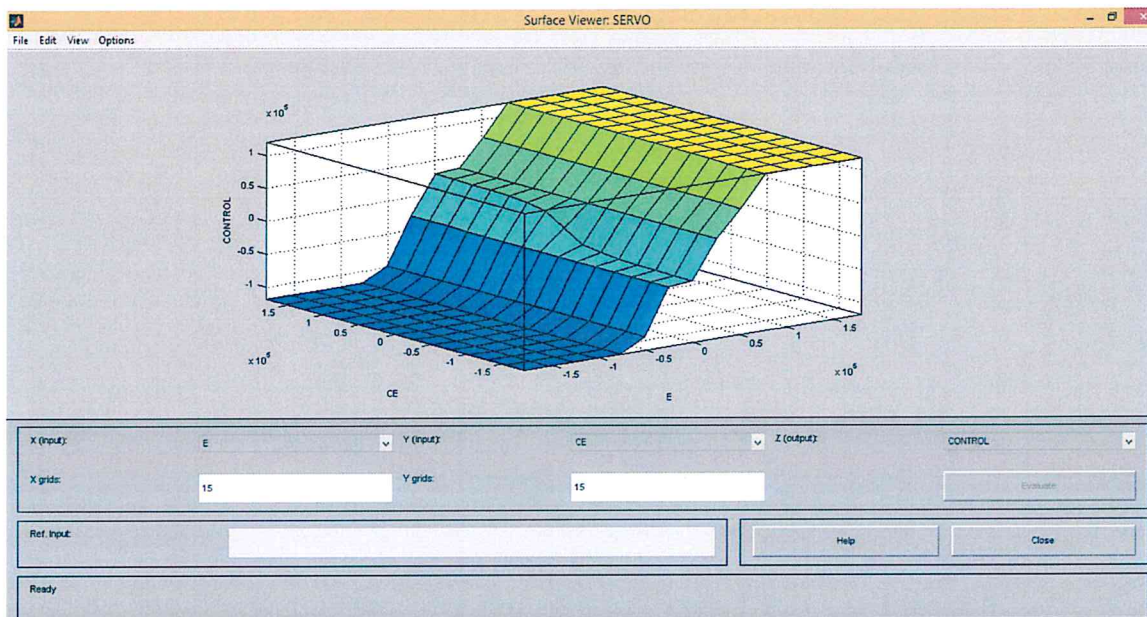 Surface Viewer: SERVO
File Edit View Options
x 10⁵
1
0.5
0
-0.5
-1
CONTROL
1.5
1
0.5
0
-0.5
-1
-1.5
x 10⁵
CE
-1.5
-1
-0.5
0
0.5
1
1.5
x 10⁵
E
X (input): E Y (input): CE Z (output): CONTROL
X grids: 15 Y grids: 15 Evaluate
Ref. Input: Help Close
Ready